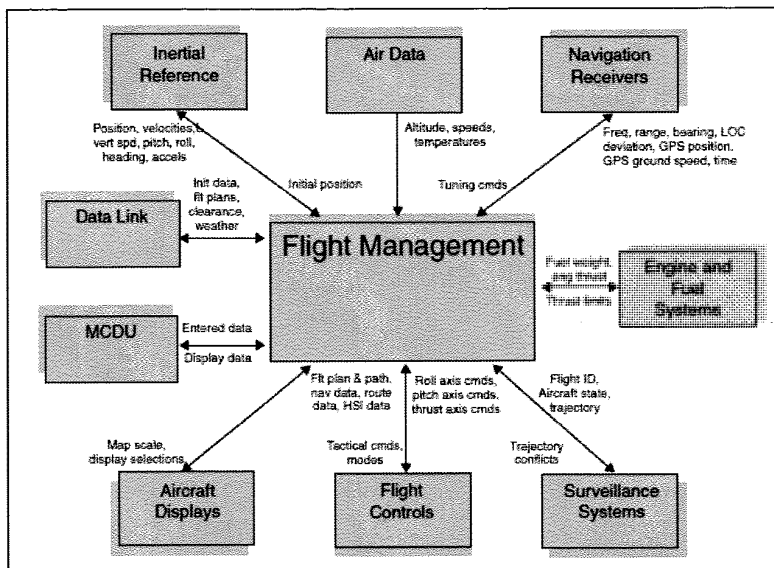 Inertial
Reference
Air Data
Navigation
Receivers
Position, velocities,
vert spd, pitch, roll,
heading, accels
Altitude, speeds,
temperatures
Freq, range, bearing, LOC
deviation, GPS position,
GPS ground speed, time
Initial position
Tuning cmds
Data Link
Init data,
flt plans,
clearance,
weather
Flight Management
Fuel weight,
eng thrust
Thrust limits
Engine and
Fuel
Systems
MCDU
Entered data
Display data
Flt plan & path,
nav data, route
data, HSI data
Roll axis cmds,
pitch axis cmds,
thrust axis cmds
Flight ID,
Aircraft state,
trajectory
Map scale,
display selections
Tactical cmds,
modes
Trajectory
conflicts
Aircraft
Displays
Flight
Controls
Surveillance
Systems